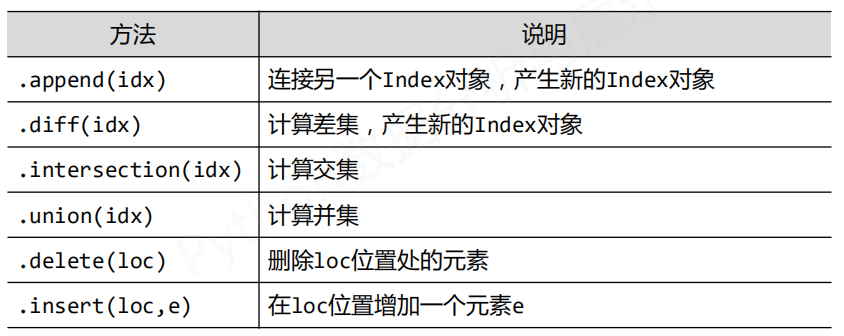 方法 说明
.append(idx) 连接另一个Index对象，产生新的Index对象
.diff(idx) 计算差集，产生新的Index对象
.intersection(idx) 计算交集
.union(idx) 计算并集
.delete(loc) 删除loc位置处的元素
.insert(loc,e) 在loc位置增加一个元素e